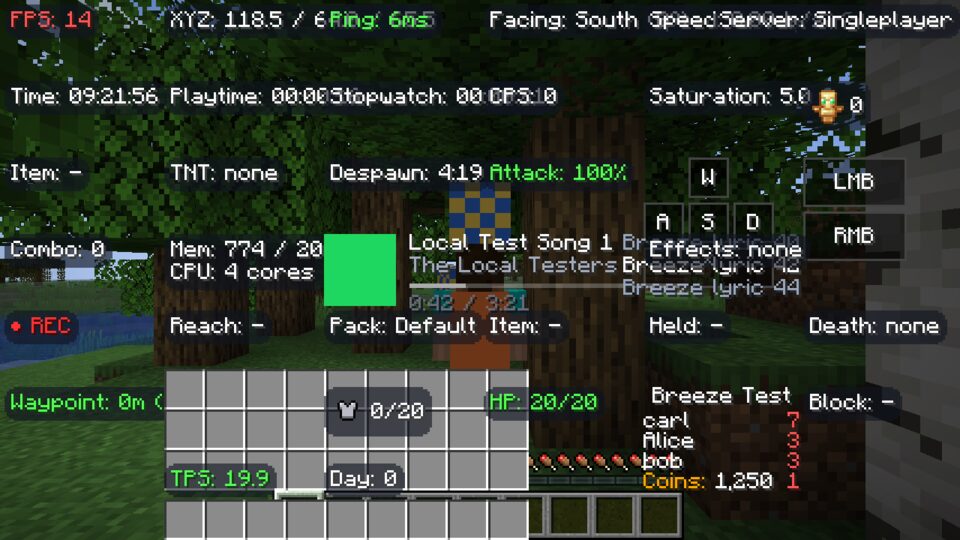 FPS: 14
XYZ: 118.5 / 6
Ping: 6ms
Facing: South
Speed
Server: Singleplayer
Time: 09:21:56
Playtime: 00:00
Stopwatch: 00
CPS: 0
Saturation: 5.0
0
Item: -
TNT: none
Despawn: 4:19
Attack: 100%
W
LMB
A S D
RMB
Combo: 0
Mem: 774 / 20
CPU: 4 cores
Local Test Song 1
The Local Testers
0:42 / 3:21
Effects: none
Breeze lyric
Breeze lyric 44
• REC
Reach: -
Pack: Default
Item: -
Held: -
Death: none
Waypoint: 0m (
0/20
HP: 20/20
Breeze Test
carl 7
Alice 3
bob 3
Coins: 1,250 1
Block: -
TPS: 19.9
Day: 0